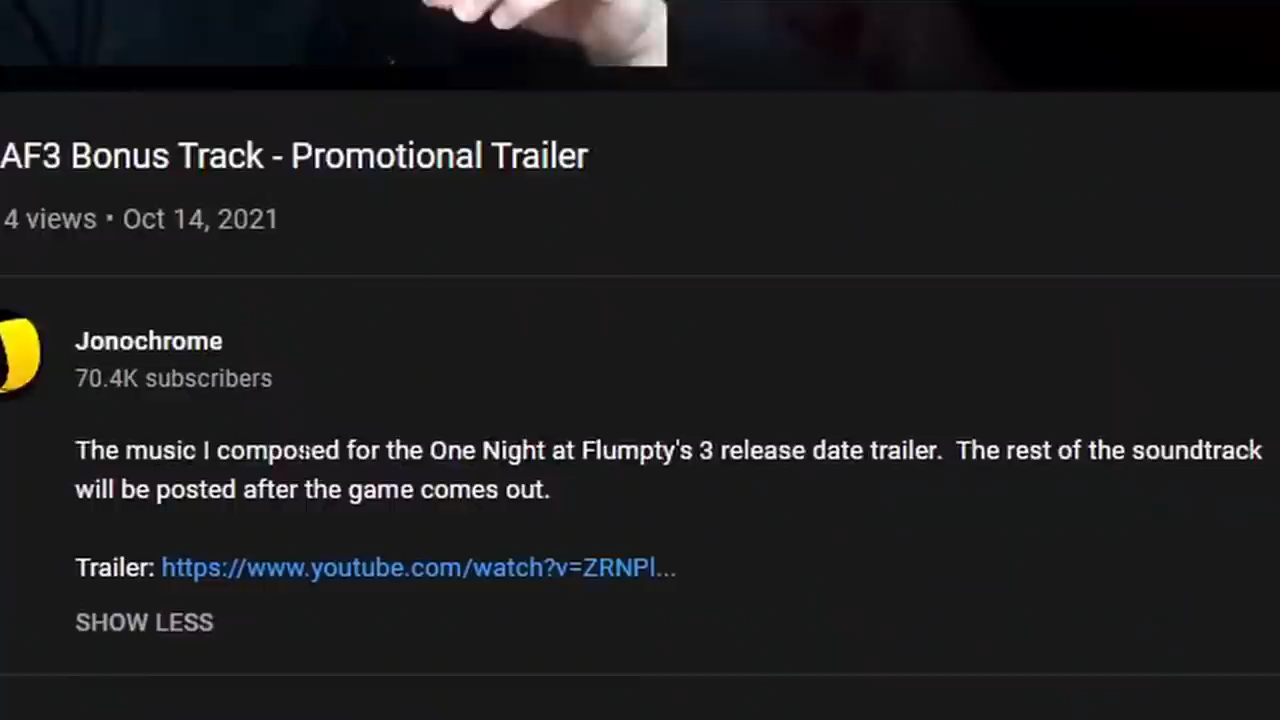 AF3 Bonus Track - Promotional Trailer
4 views • Oct 14, 2021
Jonochrome
70.4K subscribers
The music I composed for the One Night at Flumpty's 3 release date trailer.  The rest of the soundtrack
will be posted after the game comes out.
Trailer: https://www.youtube.com/watch?v=ZRNPl...
SHOW LESS